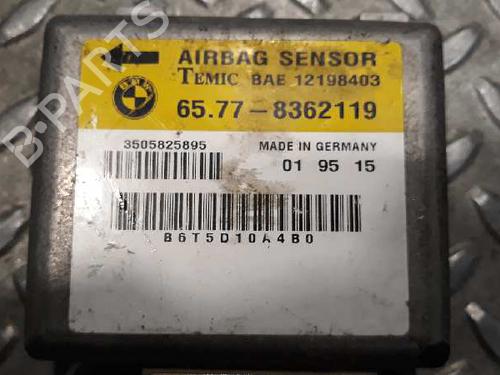 AIRBAG SENSOR
BMW
TEMIC BAE 12198403
65.77-8362119
3505825895
MADE IN GERMANY
01 95 15
B6T5D10A4B0
B-PARTS